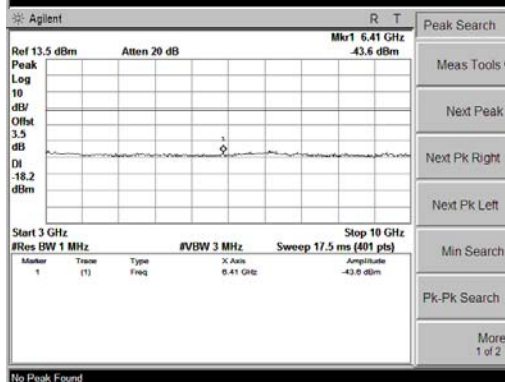 Agilent R T
Mkr1 6.41 GHz
Ref 13.5 dBm Atten 20 dB -43.6 dBm
Peak
Log
10
dB/
Offst
3.5
dB
DI
-18.2
dBm
1
Start 3 GHz Stop 10 GHz
#Res BW 1 MHz #VBW 3 MHz Sweep 17.5 ms (401 pts)
Marker Trace Type X Axis Amplitude
1 (1) Freq 6.41 GHz -43.6 dBm
No Peak Found
Peak Search
Meas Tools
Next Peak
Next Pk Right
Next Pk Left
Min Search
Pk-Pk Search
More
1 of 2